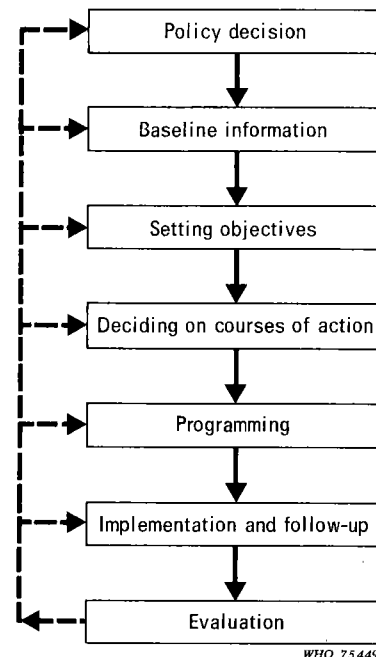 Policy decision
Baseline information
Setting objectives
Deciding on courses of action
Programming
Implementation and follow-up
Evaluation
WHO 75449